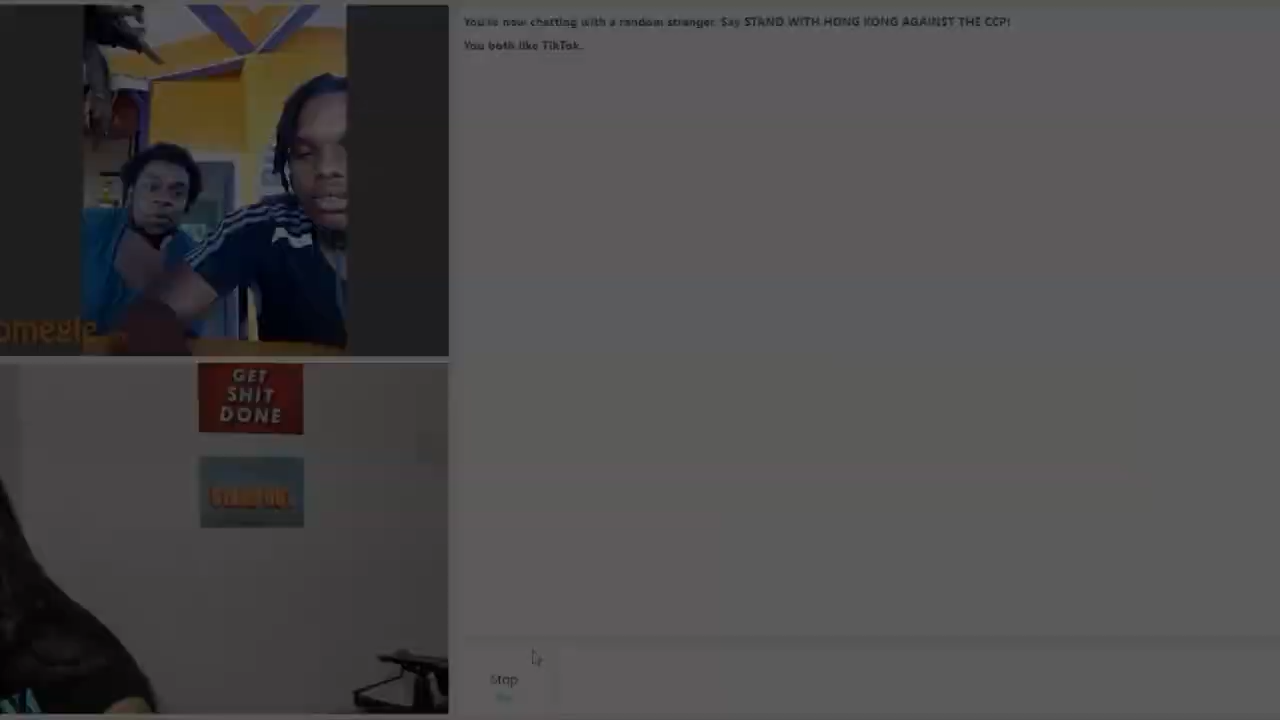 You're now chatting with a random stranger. Say STAND WITH HONG KONG AGAINST THE CCP!
You both like TikTok.
omegle
GET
SHIT
DONE
Stop